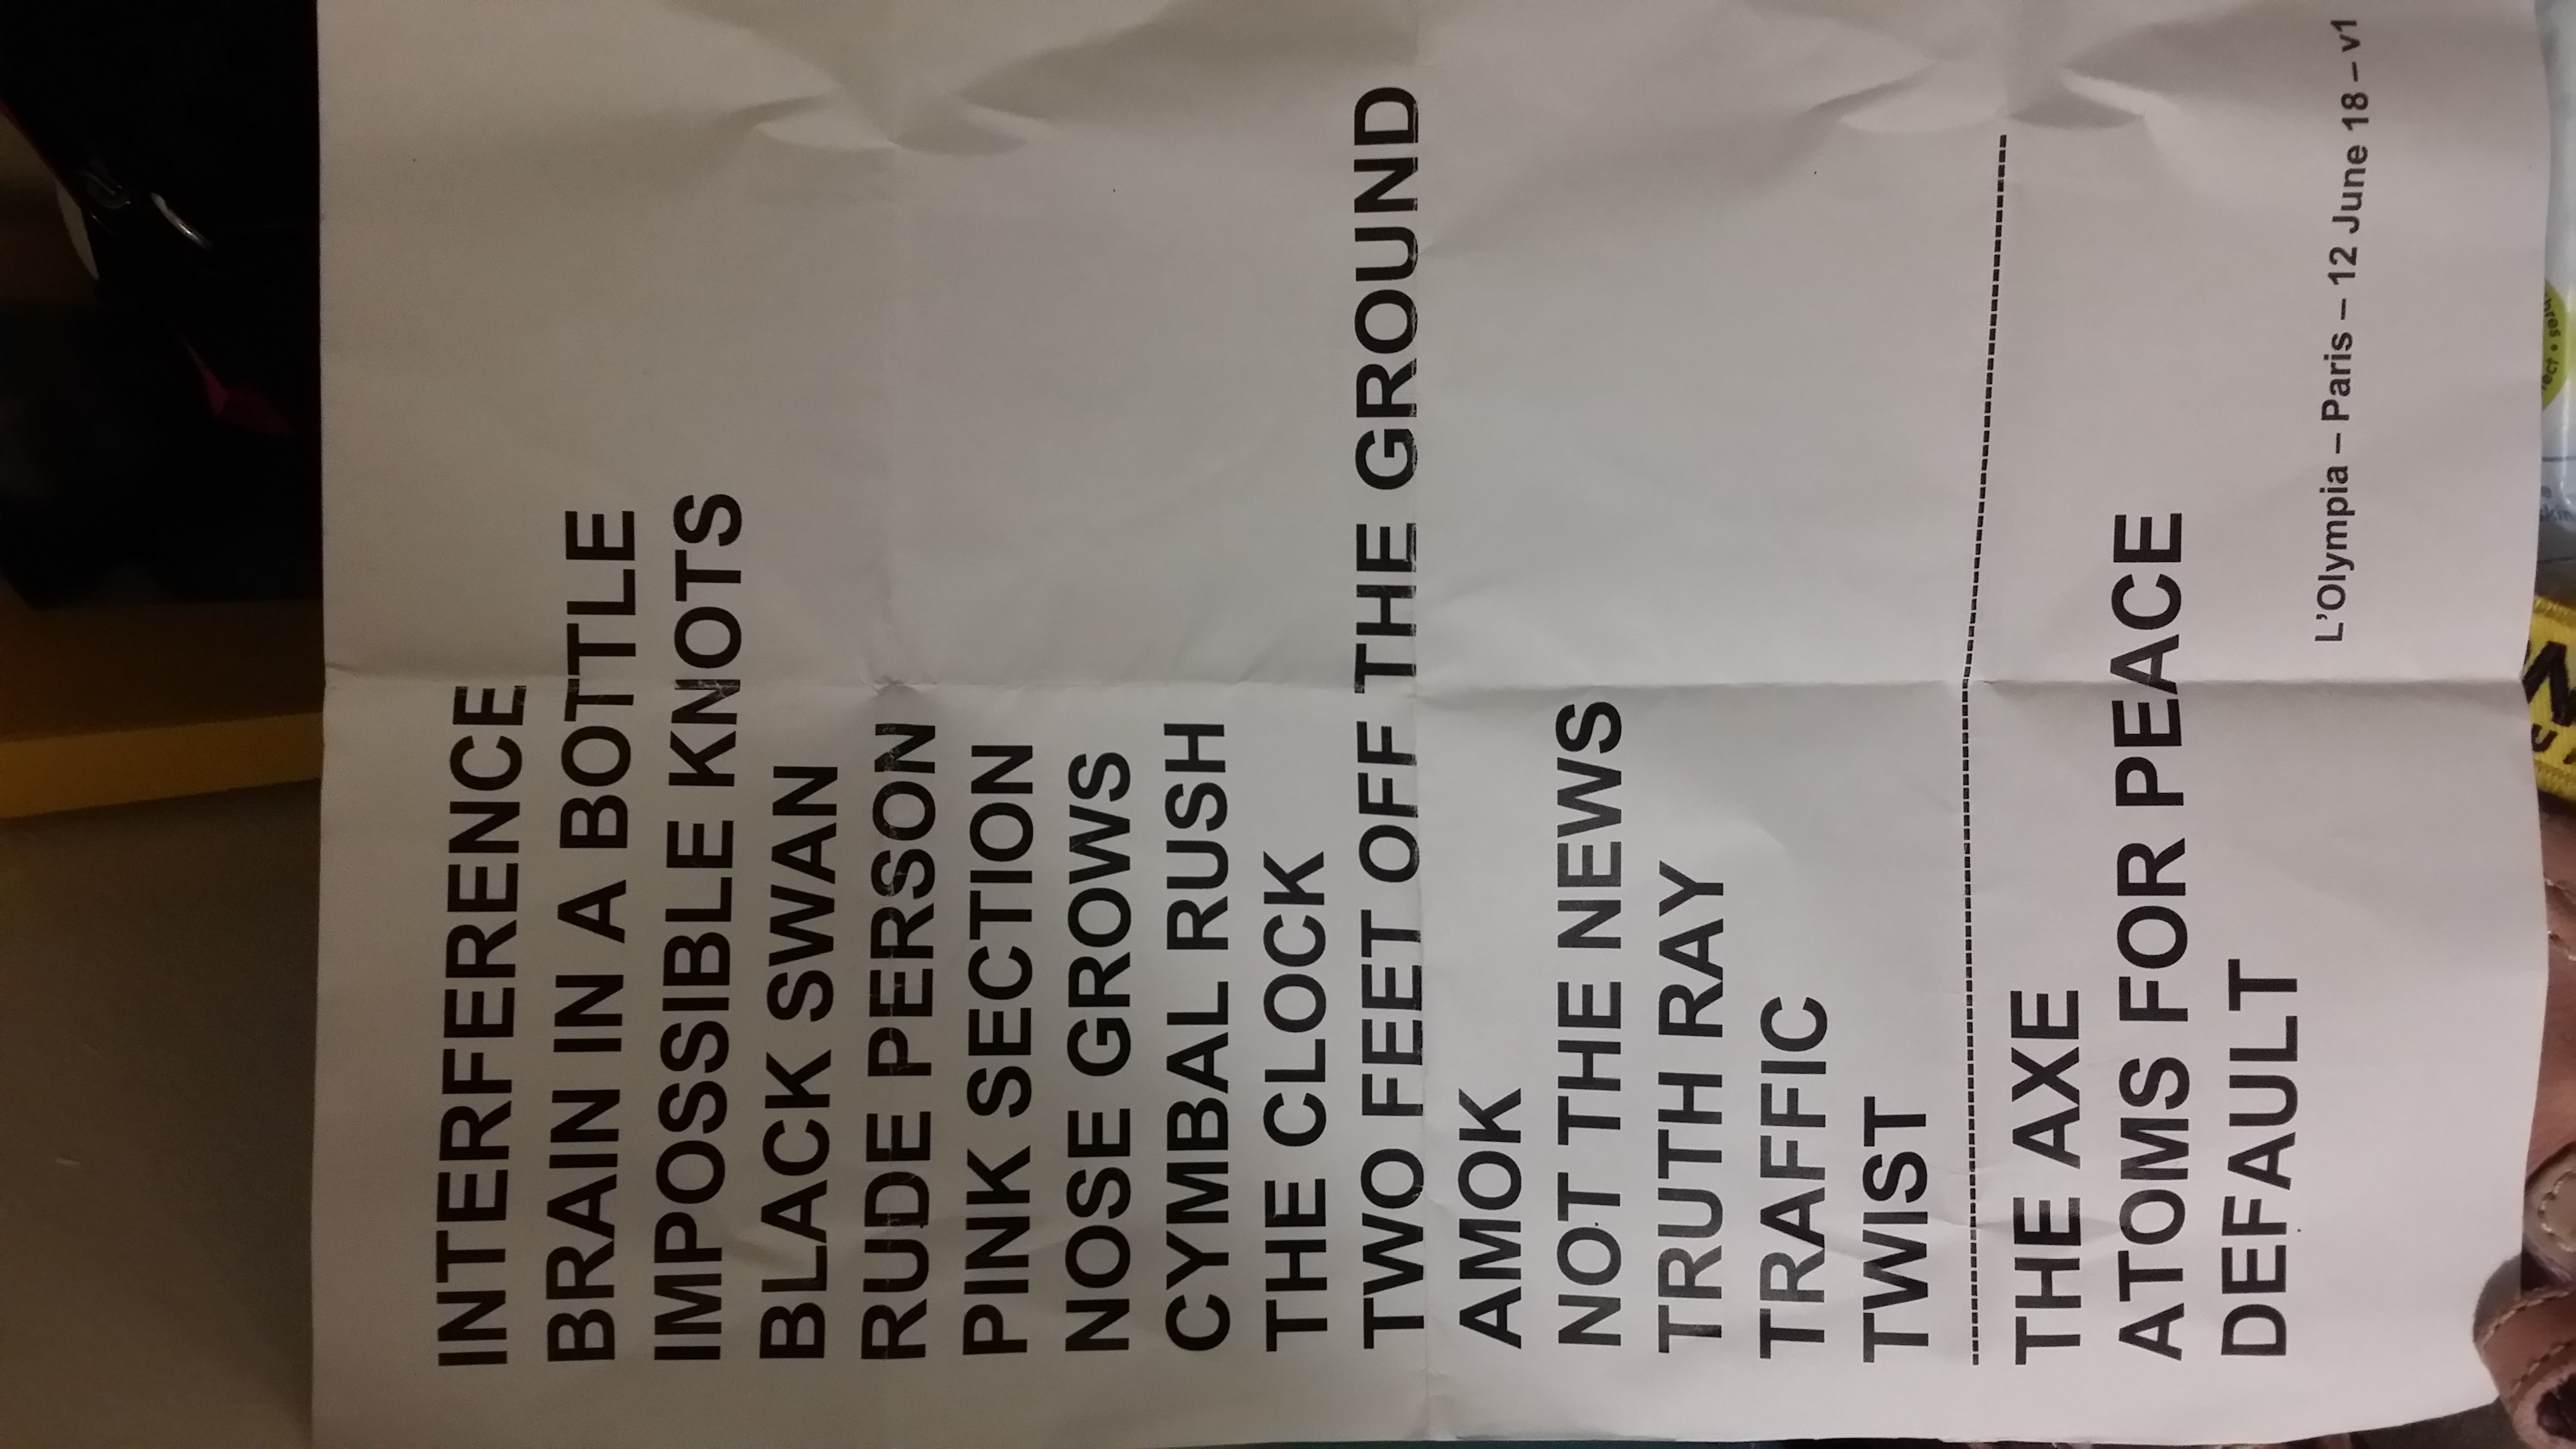 INTERFERENCE
BRAIN IN A BOTTLE
IMPOSSIBLE KNOTS
BLACK SWAN
RUDE PERSON
PINK SECTION
NOSE GROWS
CYMBAL RUSH
THE CLOCK
TWO FEET OFF THE GROUND
AMOK
NOT THE NEWS
TRUTH RAY
TRAFFIC
TWIST
THE AXE
ATOMS FOR PEACE
DEFAULT
L'Olympia – Paris – 12 June 18 – v1